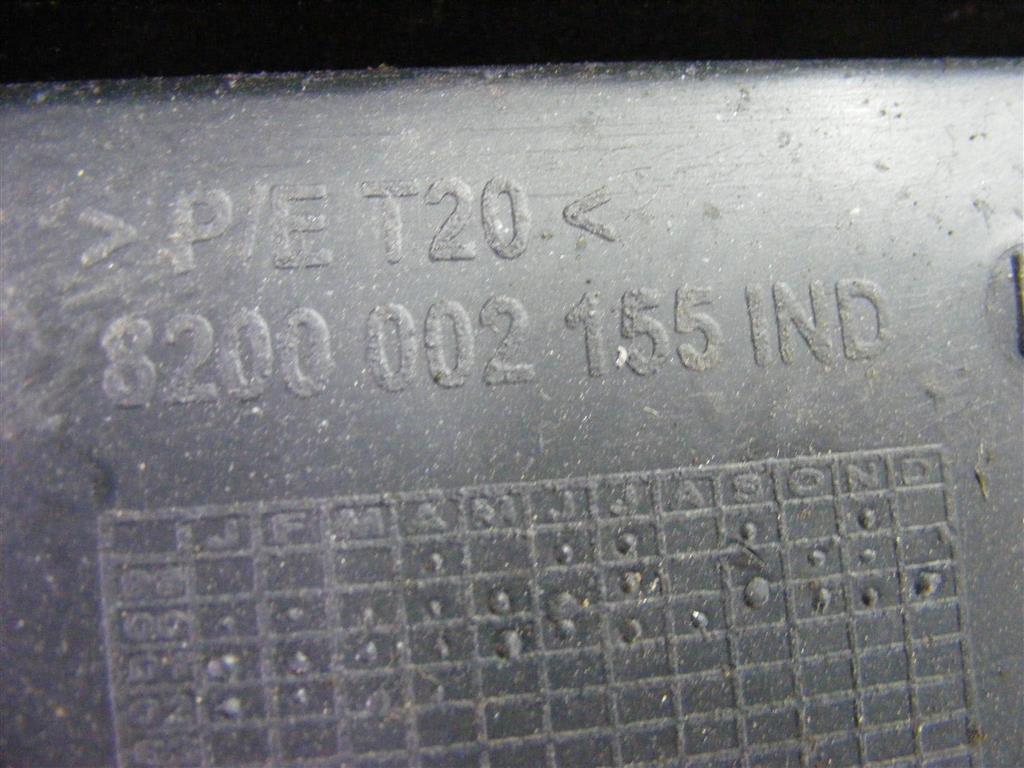 >P/E T20<
8200 002 155 IND
J F M A M J J A S O N D